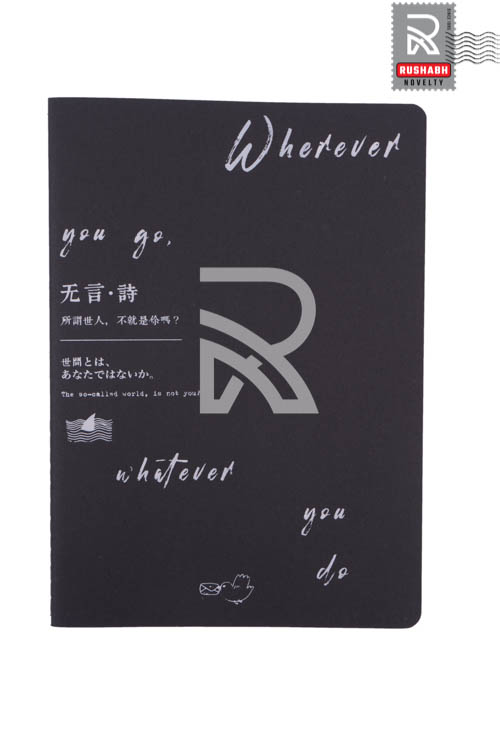 SINCE 1990
RUSHABH
NOVELTY
Wherever
you go,
无言·詩
所謂世人，不就是你嗎？
世間とは、
あなたではないか。
The so-called world, is not you?
whatever
you
do